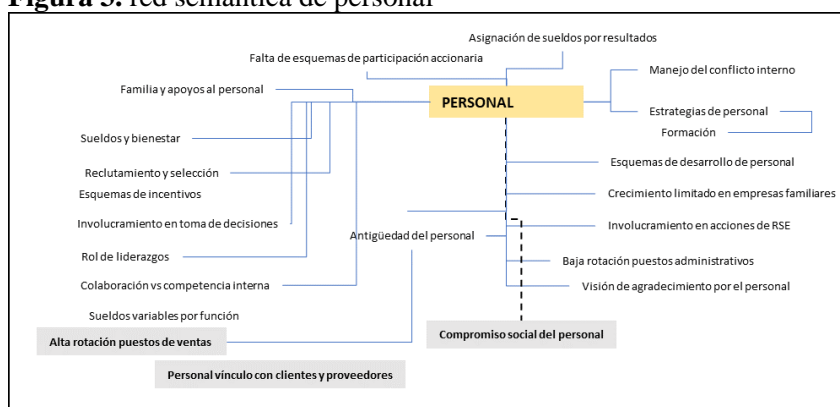 Figura 3. red semántica de personal
Asignación de sueldos por resultados
Falta de esquemas de participación accionaria
Manejo del conflicto interno
Familia y apoyos al personal
PERSONAL
Estrategias de personal
Formación
Sueldos y bienestar
Esquemas de desarrollo de personal
Reclutamiento y selección
Esquemas de incentivos
Crecimiento limitado en empresas familiares
Involucramiento en toma de decisiones
Involucramiento en acciones de RSE
Antigüedad del personal
Rol de liderazgos
Baja rotación puestos administrativos
Colaboración vs competencia interna
Visión de agradecimiento por el personal
Sueldos variables por función
Compromiso social del personal
Alta rotación puestos de ventas
Personal vínculo con clientes y proveedores